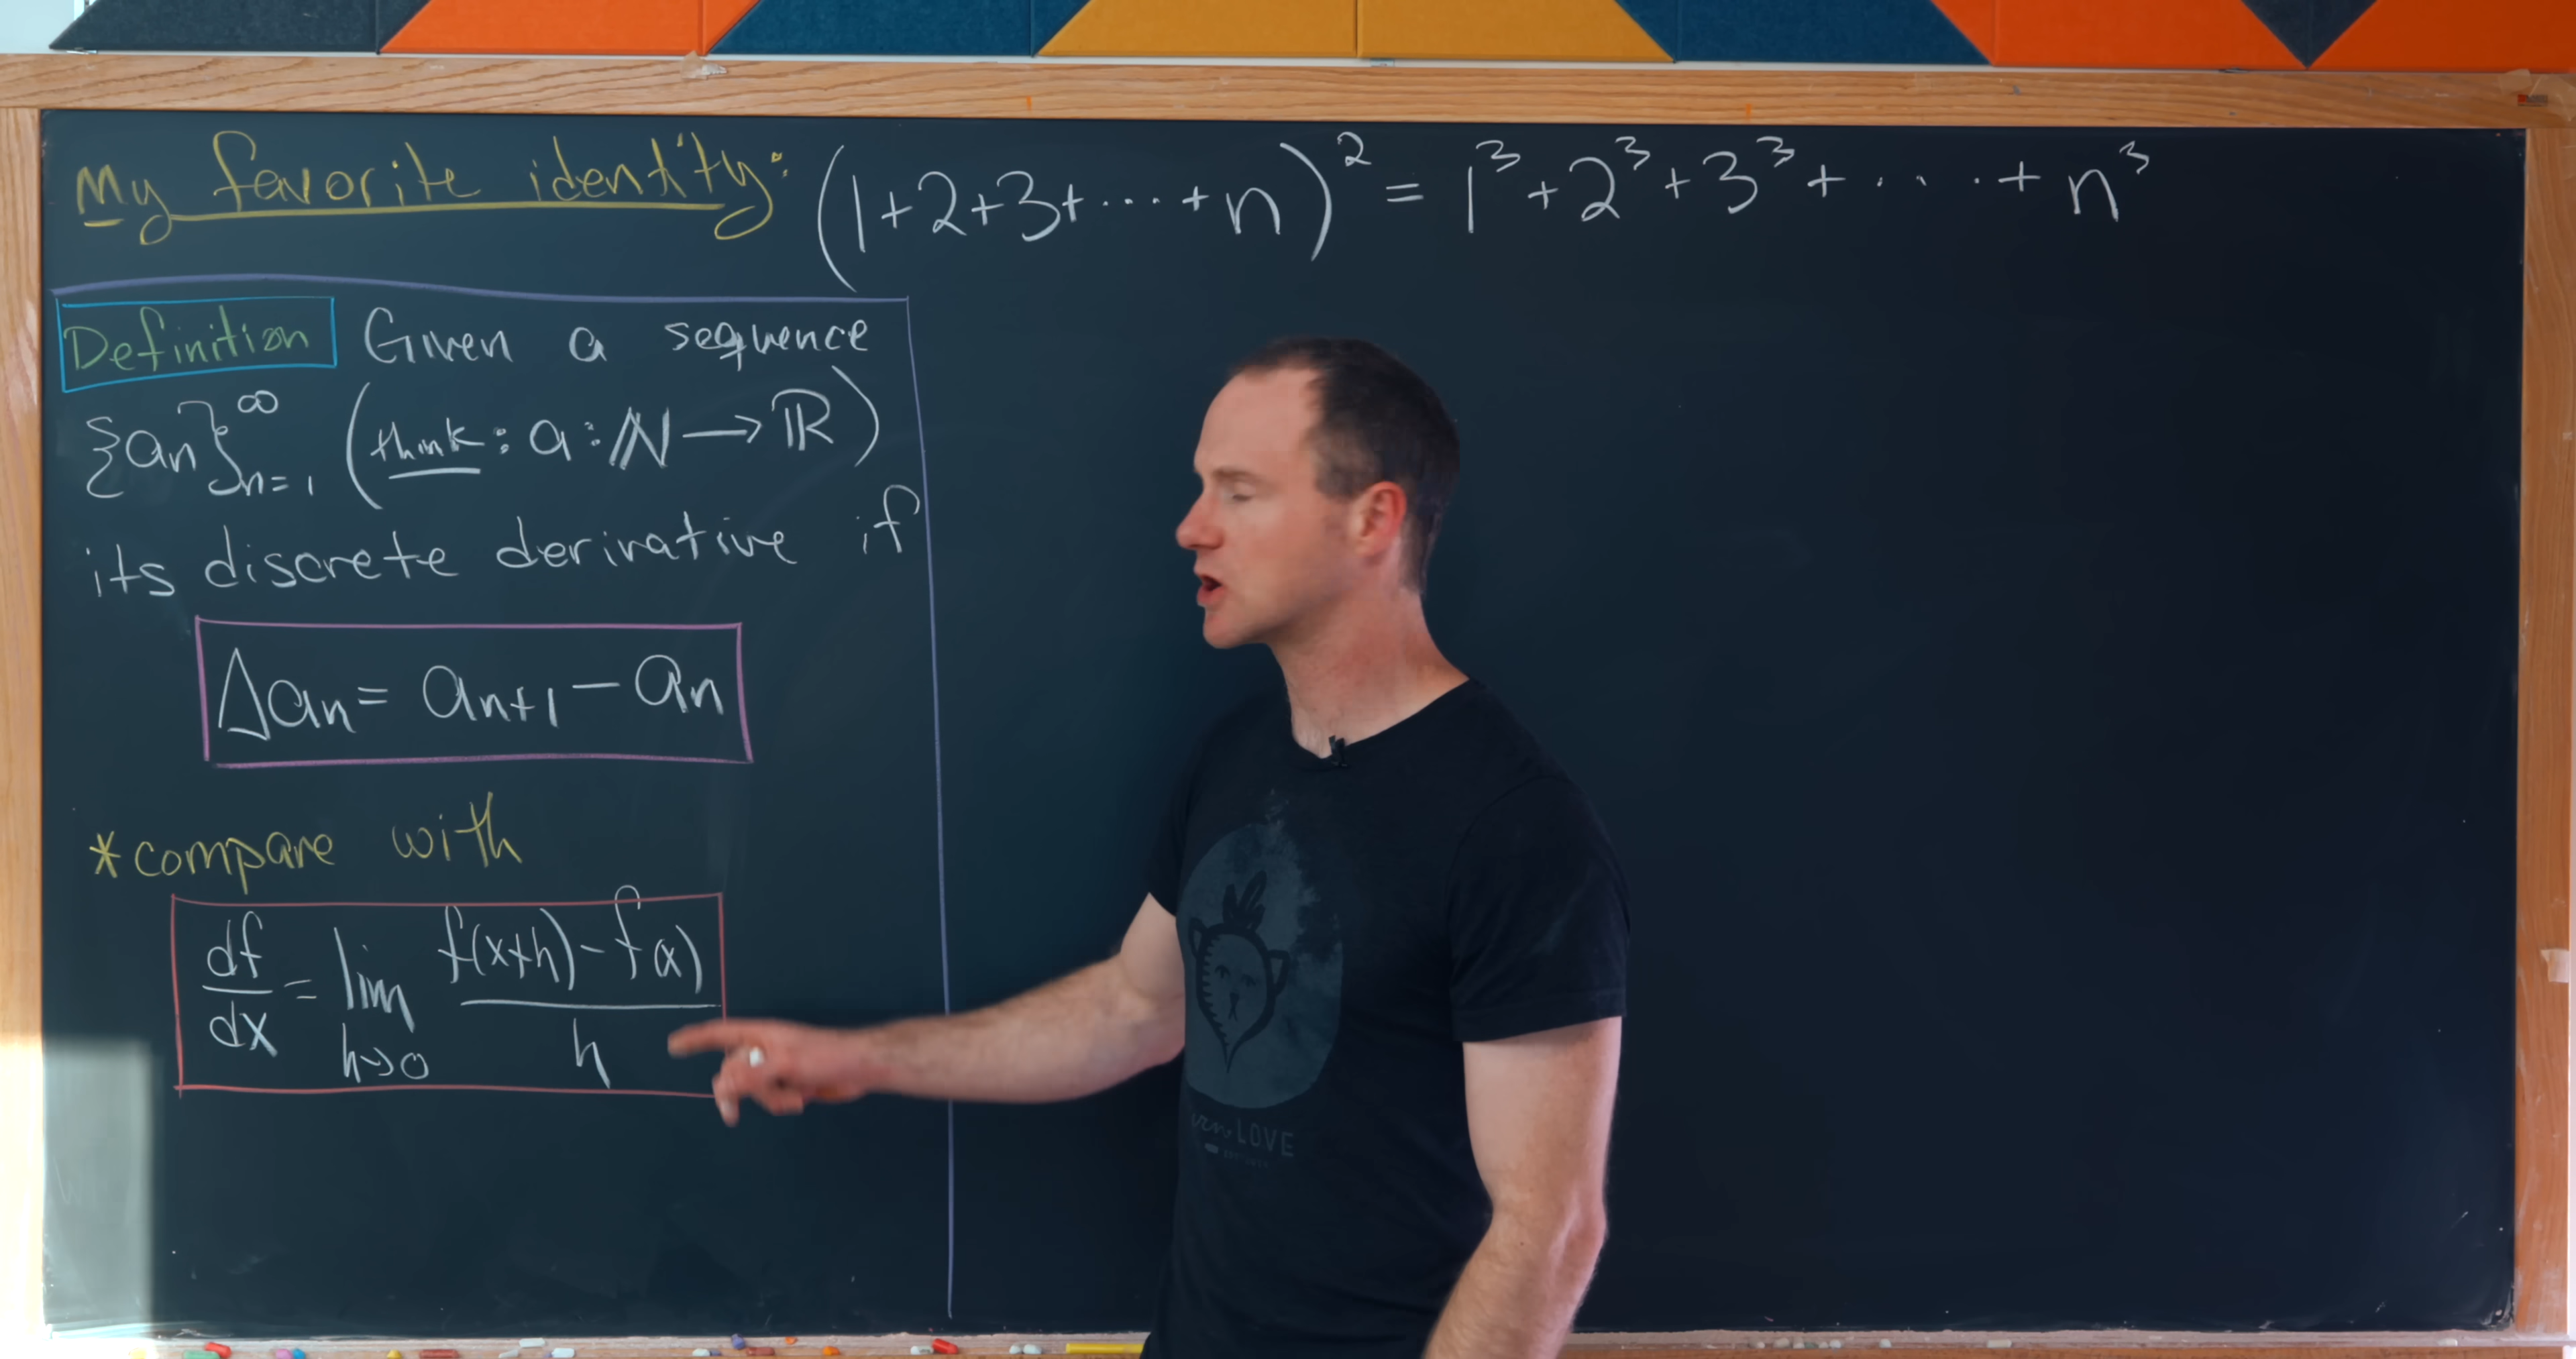 My favorite identity: (1+2+3+···+n)² = 1³+2³+3³+ · · · · + n³
Definition Given a sequence
{an}∞n=1 (think: a: ℕ → ℝ)
its discrete derivative if
Δan = an+1 − an
*compare with
df/dx = lim h→0 f(x+h)-f(x)/h
LOVE